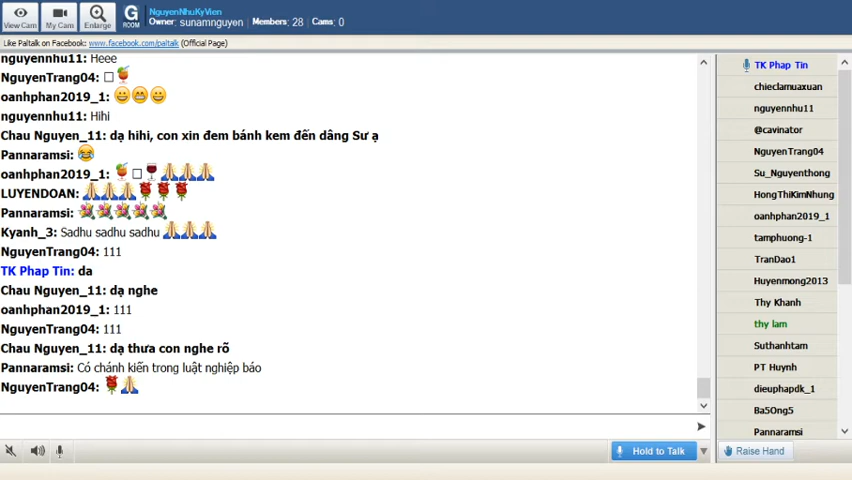 View Cam
My Cam
Enlarge
G
ROOM
NguyenNhuKyVien
Owner: sunamnguyen Members: 28 Cams: 0
Like Paltalk on Facebook: www.facebook.com/paltalk (Official Page)
nguyennhu11: Heee
NguyenTrang04:
oanhphan2019_1:
nguyennhu11: Hihi
Chau Nguyen_11: dạ hihi, con xin đem bánh kem đến dâng Sư ạ
Pannaramsi:
oanhphan2019_1:
LUYENDOAN:
Pannaramsi:
Kyanh_3: Sadhu sadhu sadhu
NguyenTrang04: 111
TK Phap Tin: da
Chau Nguyen_11: dạ nghe
oanhphan2019_1: 111
NguyenTrang04: 111
Chau Nguyen_11: dạ thưa con nghe rõ
Pannaramsi: Có chánh kiến trong luật nghiệp báo
NguyenTrang04:
Hold to Talk
TK Phap Tin
chieclamuaxuan
nguyennhu11
@cavinator
NguyenTrang04
Su_Nguyenthong
HongThiKimNhung
oanhphan2019_1
tamphuong-1
TranDao1
Huyenmong2013
Thy Khanh
thy lam
Suthanhtam
PT Huynh
dieuphapdk_1
Ba5Ong5
Pannaramsi
Raise Hand